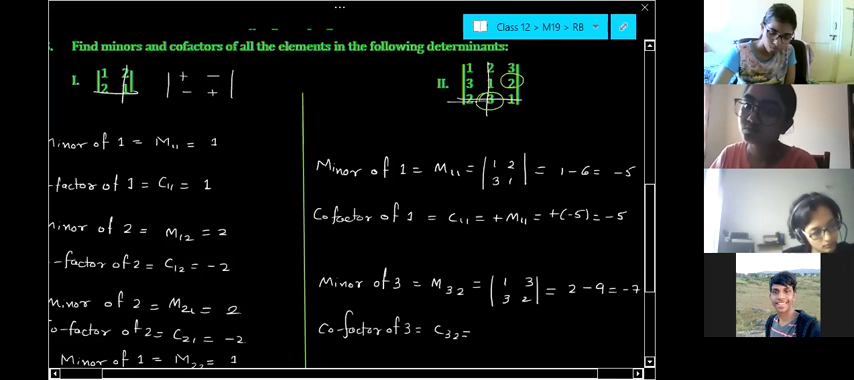 ...
Class 12 > M19 > RB
Find minors and cofactors of all the elements in the following determinants:
I. |1 2|
|2 1|
|+ −|
|− +|
II. |1 2 3|
|3 1 2|
|2 3 1|
Minor of 1 = M₁₁ = 1
-factor of 1 = C₁₁ = 1
Minor of 2 = M₁₂ = 2
-factor of 2 = C₁₂ = -2
Minor of 2 = M₂₁ = 2
Co-factor of 2 = C₂₁ = -2
Minor of 1 = M₂₂ = 1
Minor of 1 = M₁₁ = |1 2|
|3 1| = 1-6 = -5
Cofactor of 1 = C₁₁ = +M₁₁ = +(-5) = -5
Minor of 3 = M₃₂ = |1 3|
|3 2| = 2-9 = -7
Co-factor of 3 = C₃₂ =